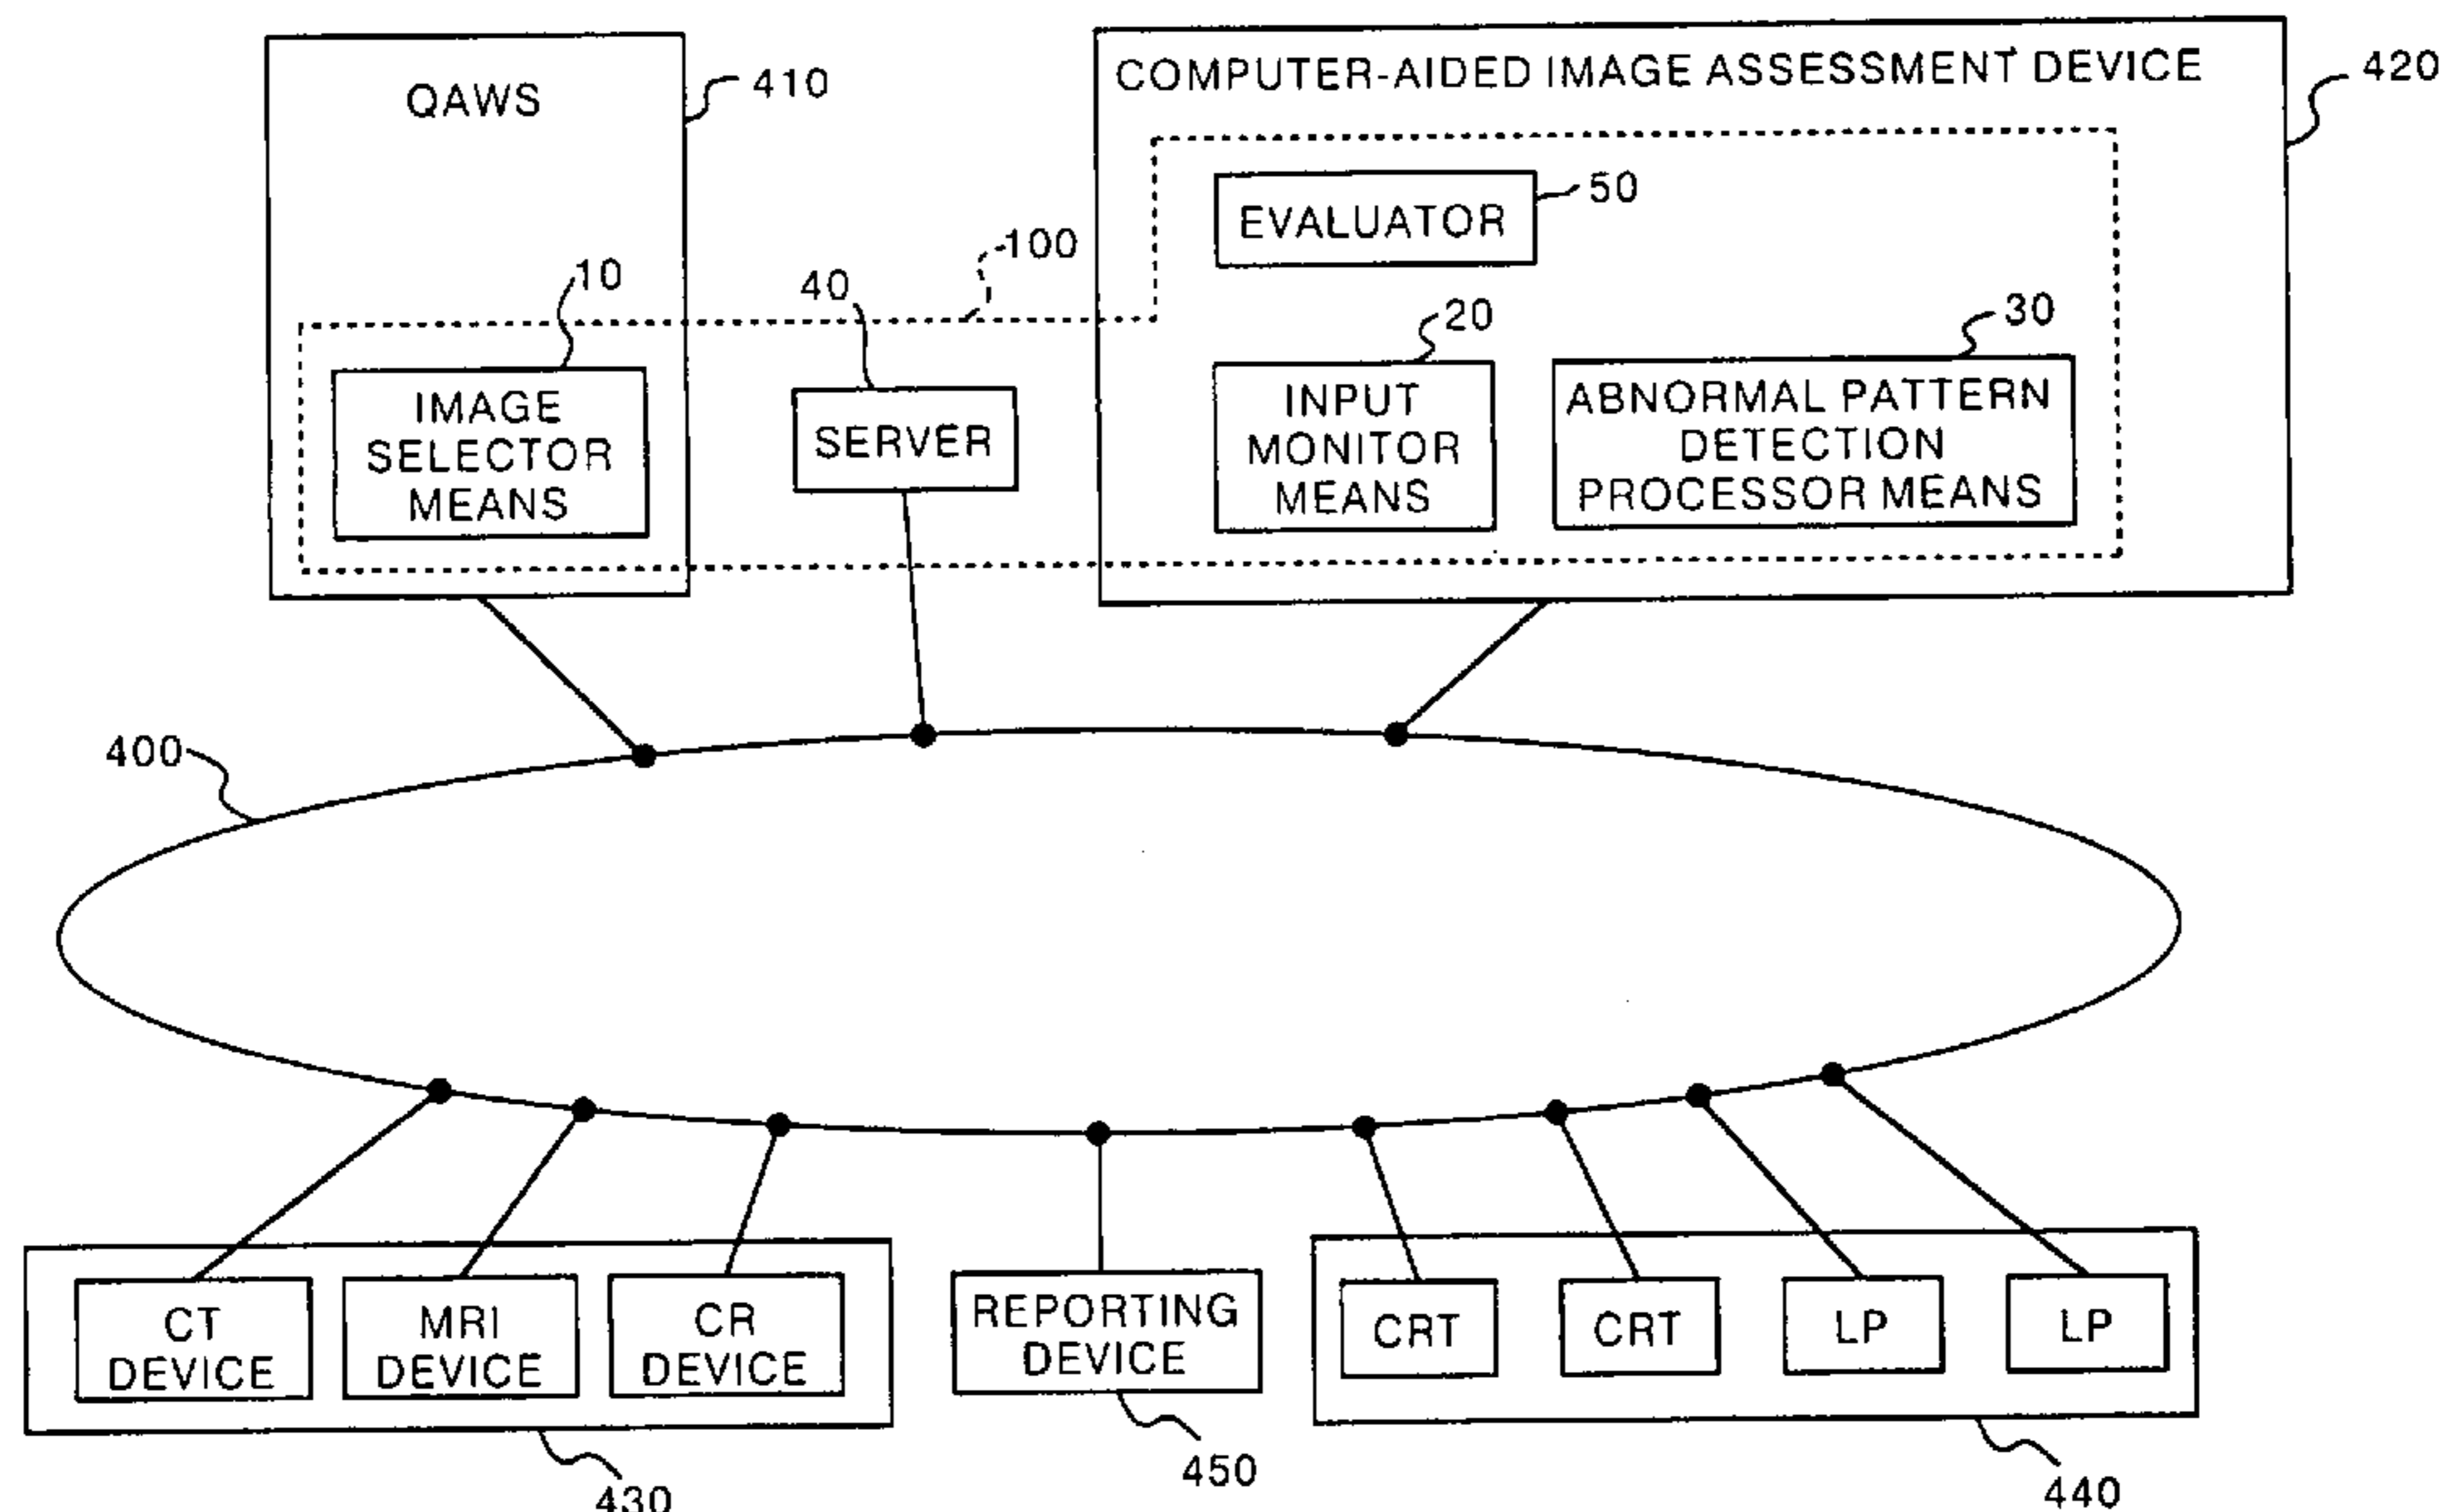 QAWS
410
COMPUTER-AIDED IMAGE ASSESSMENT DEVICE
420
EVALUATOR
50
100
10
40
20
30
IMAGE
SELECTOR
MEANS
SERVER
INPUT
MONITOR
MEANS
ABNORMAL PATTERN
DETECTION
PROCESSOR MEANS
400
CT
DEVICE
MRI
DEVICE
CR
DEVICE
REPORTING
DEVICE
CRT
CRT
LP
LP
430
450
440